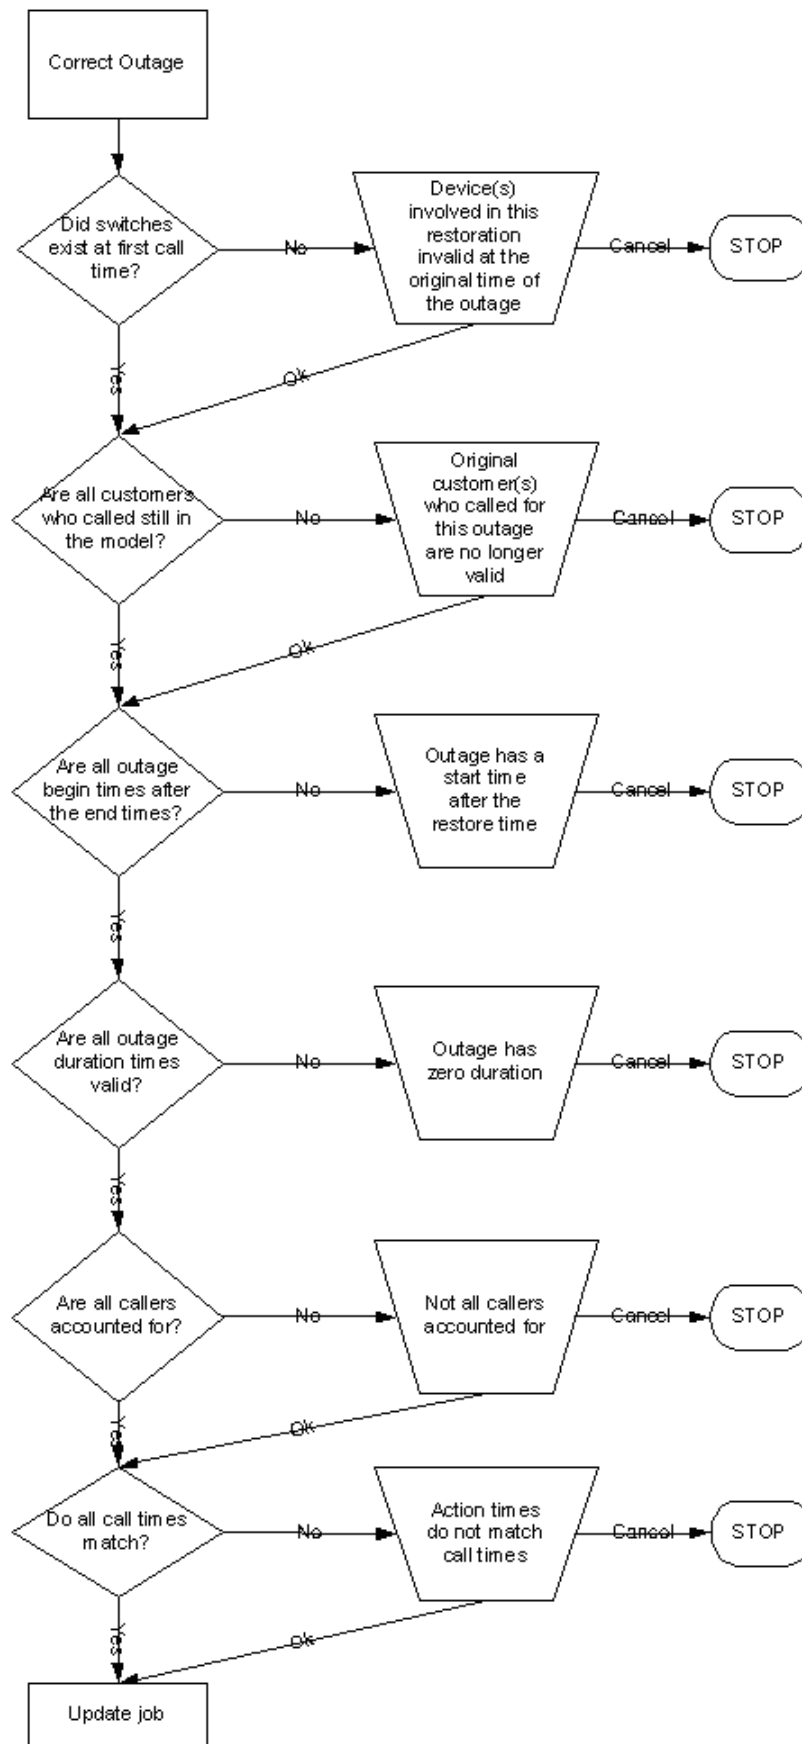 Correct Outage
Did switches
exist at first call
time?
No
Device(s)
involved in this
restoration
invalid at the
original time of
the outage
Cancel
STOP
Yes
Ok
Are all customers
who called still in
the model?
No
Original
customer(s)
who called for
this outage
are no longer
valid
Cancel
STOP
Yes
Ok
Are all outage
begin times after
the end times?
No
Outage has a
start time
after the
restore time
Cancel
STOP
Yes
Are all outage
duration times
valid?
No
Outage has
zero duration
Cancel
STOP
Yes
Are all callers
accounted for?
No
Not all callers
accounted for
Cancel
STOP
Yes
Ok
Do all call times
match?
No
Action times
do not match
call times
Cancel
STOP
Yes
Ok
Update job